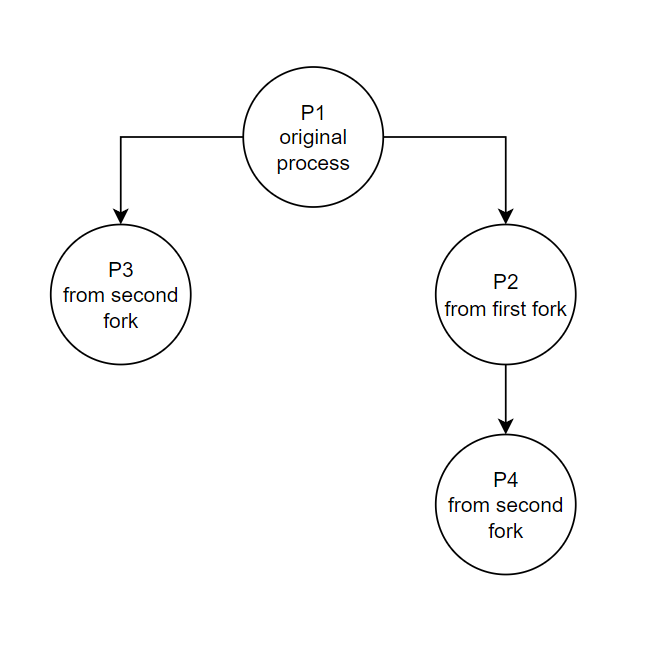 P1
original
process
P3
from second
fork
P2
from first fork
P4
from second
fork